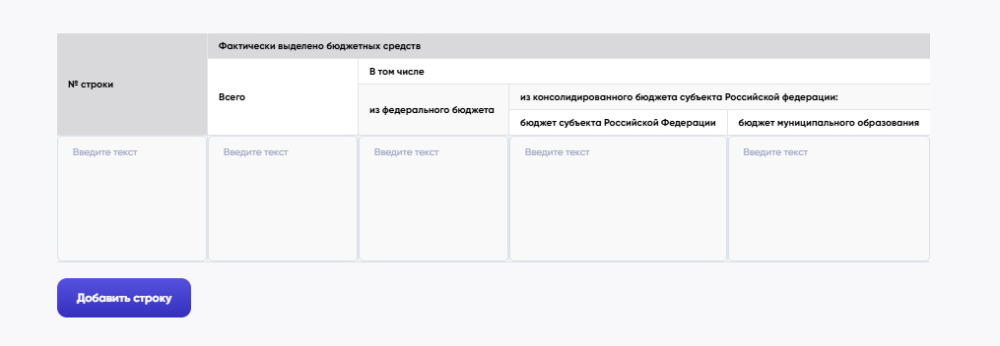 Фактически выделено бюджетных средств
№ строки
Всего
В том числе
из федерального бюджета
из консолидированного бюджета субъекта Российской федерации:
бюджет субъекта Российской Федерации
бюджет муниципального образования
Введите текст
Введите текст
Введите текст
Введите текст
Введите текст
Добавить строку